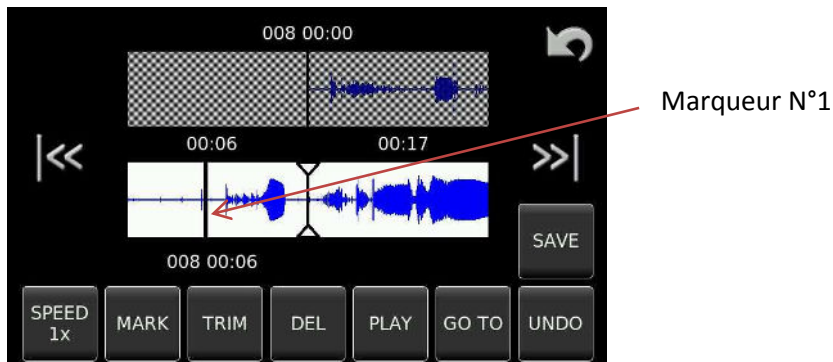 008 00:00
Marqueur N°1
00:06 00:17
008 00:06
SAVE
SPEED
1x
MARK
TRIM
DEL
PLAY
GO TO
UNDO